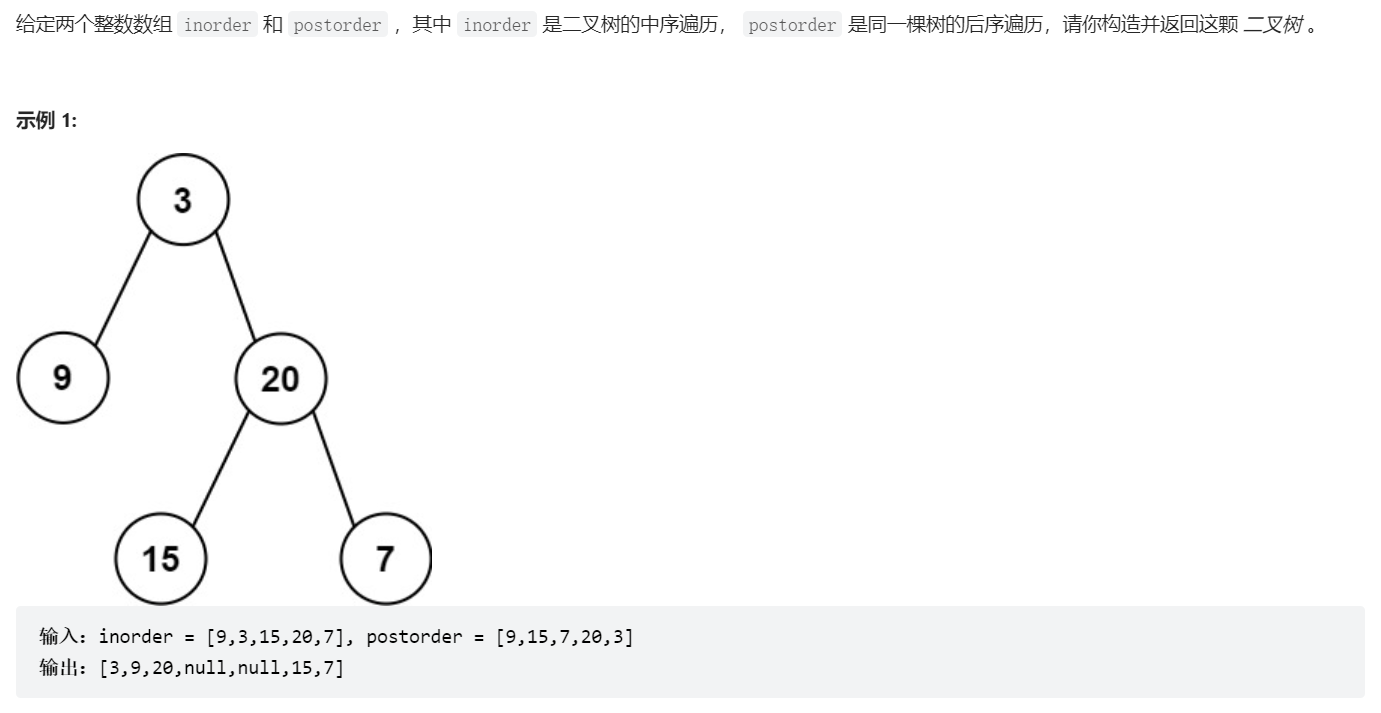 给定两个整数数组 inorder 和 postorder ，其中 inorder 是二叉树的中序遍历， postorder 是同一棵树的后序遍历，请你构造并返回这颗 二叉树 。
示例 1:
3
9
20
15
7
输入：inorder = [9,3,15,20,7], postorder = [9,15,7,20,3]
输出：[3,9,20,null,null,15,7]